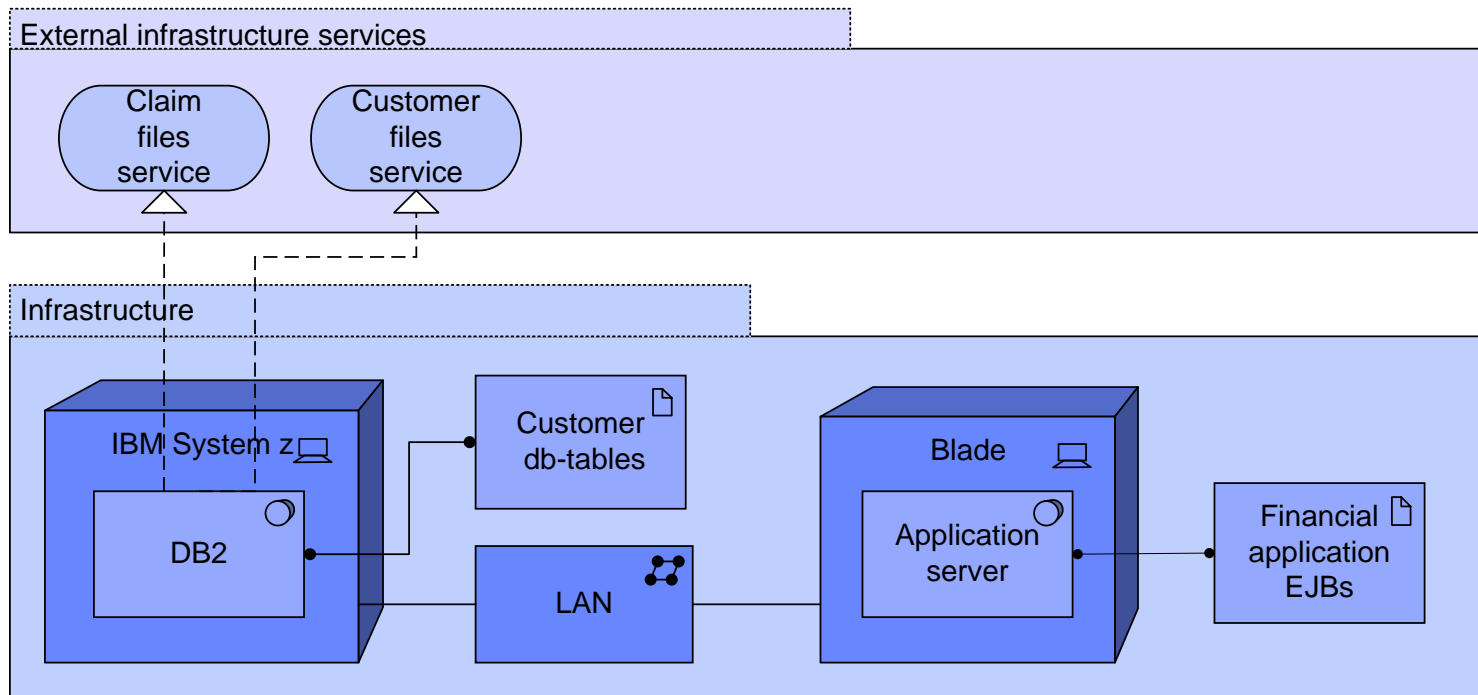 External infrastructure services
Claim
files
service
Customer
files
service
Infrastructure
IBM System z
DB2
Customer
db-tables
LAN
Blade
Application
server
Financial
application
EJBs